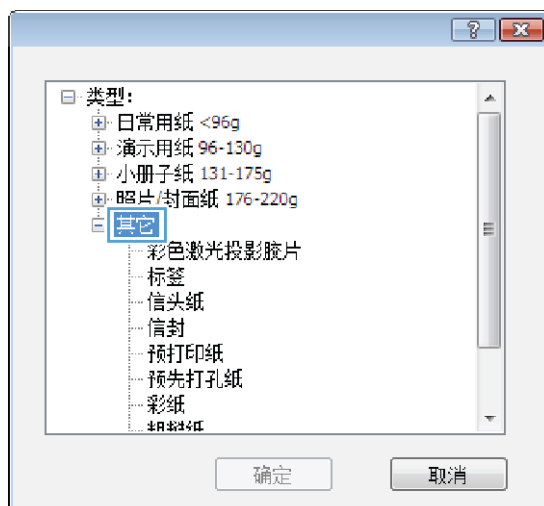 类型:
日常用纸 <96g
演示用纸 96-130g
小册子纸 131-175g
照片/封面纸 176-220g
其它
彩色激光投影胶片
标签
信头纸
信封
预打印纸
预先打孔纸
彩纸
粗糙纸
确定
取消